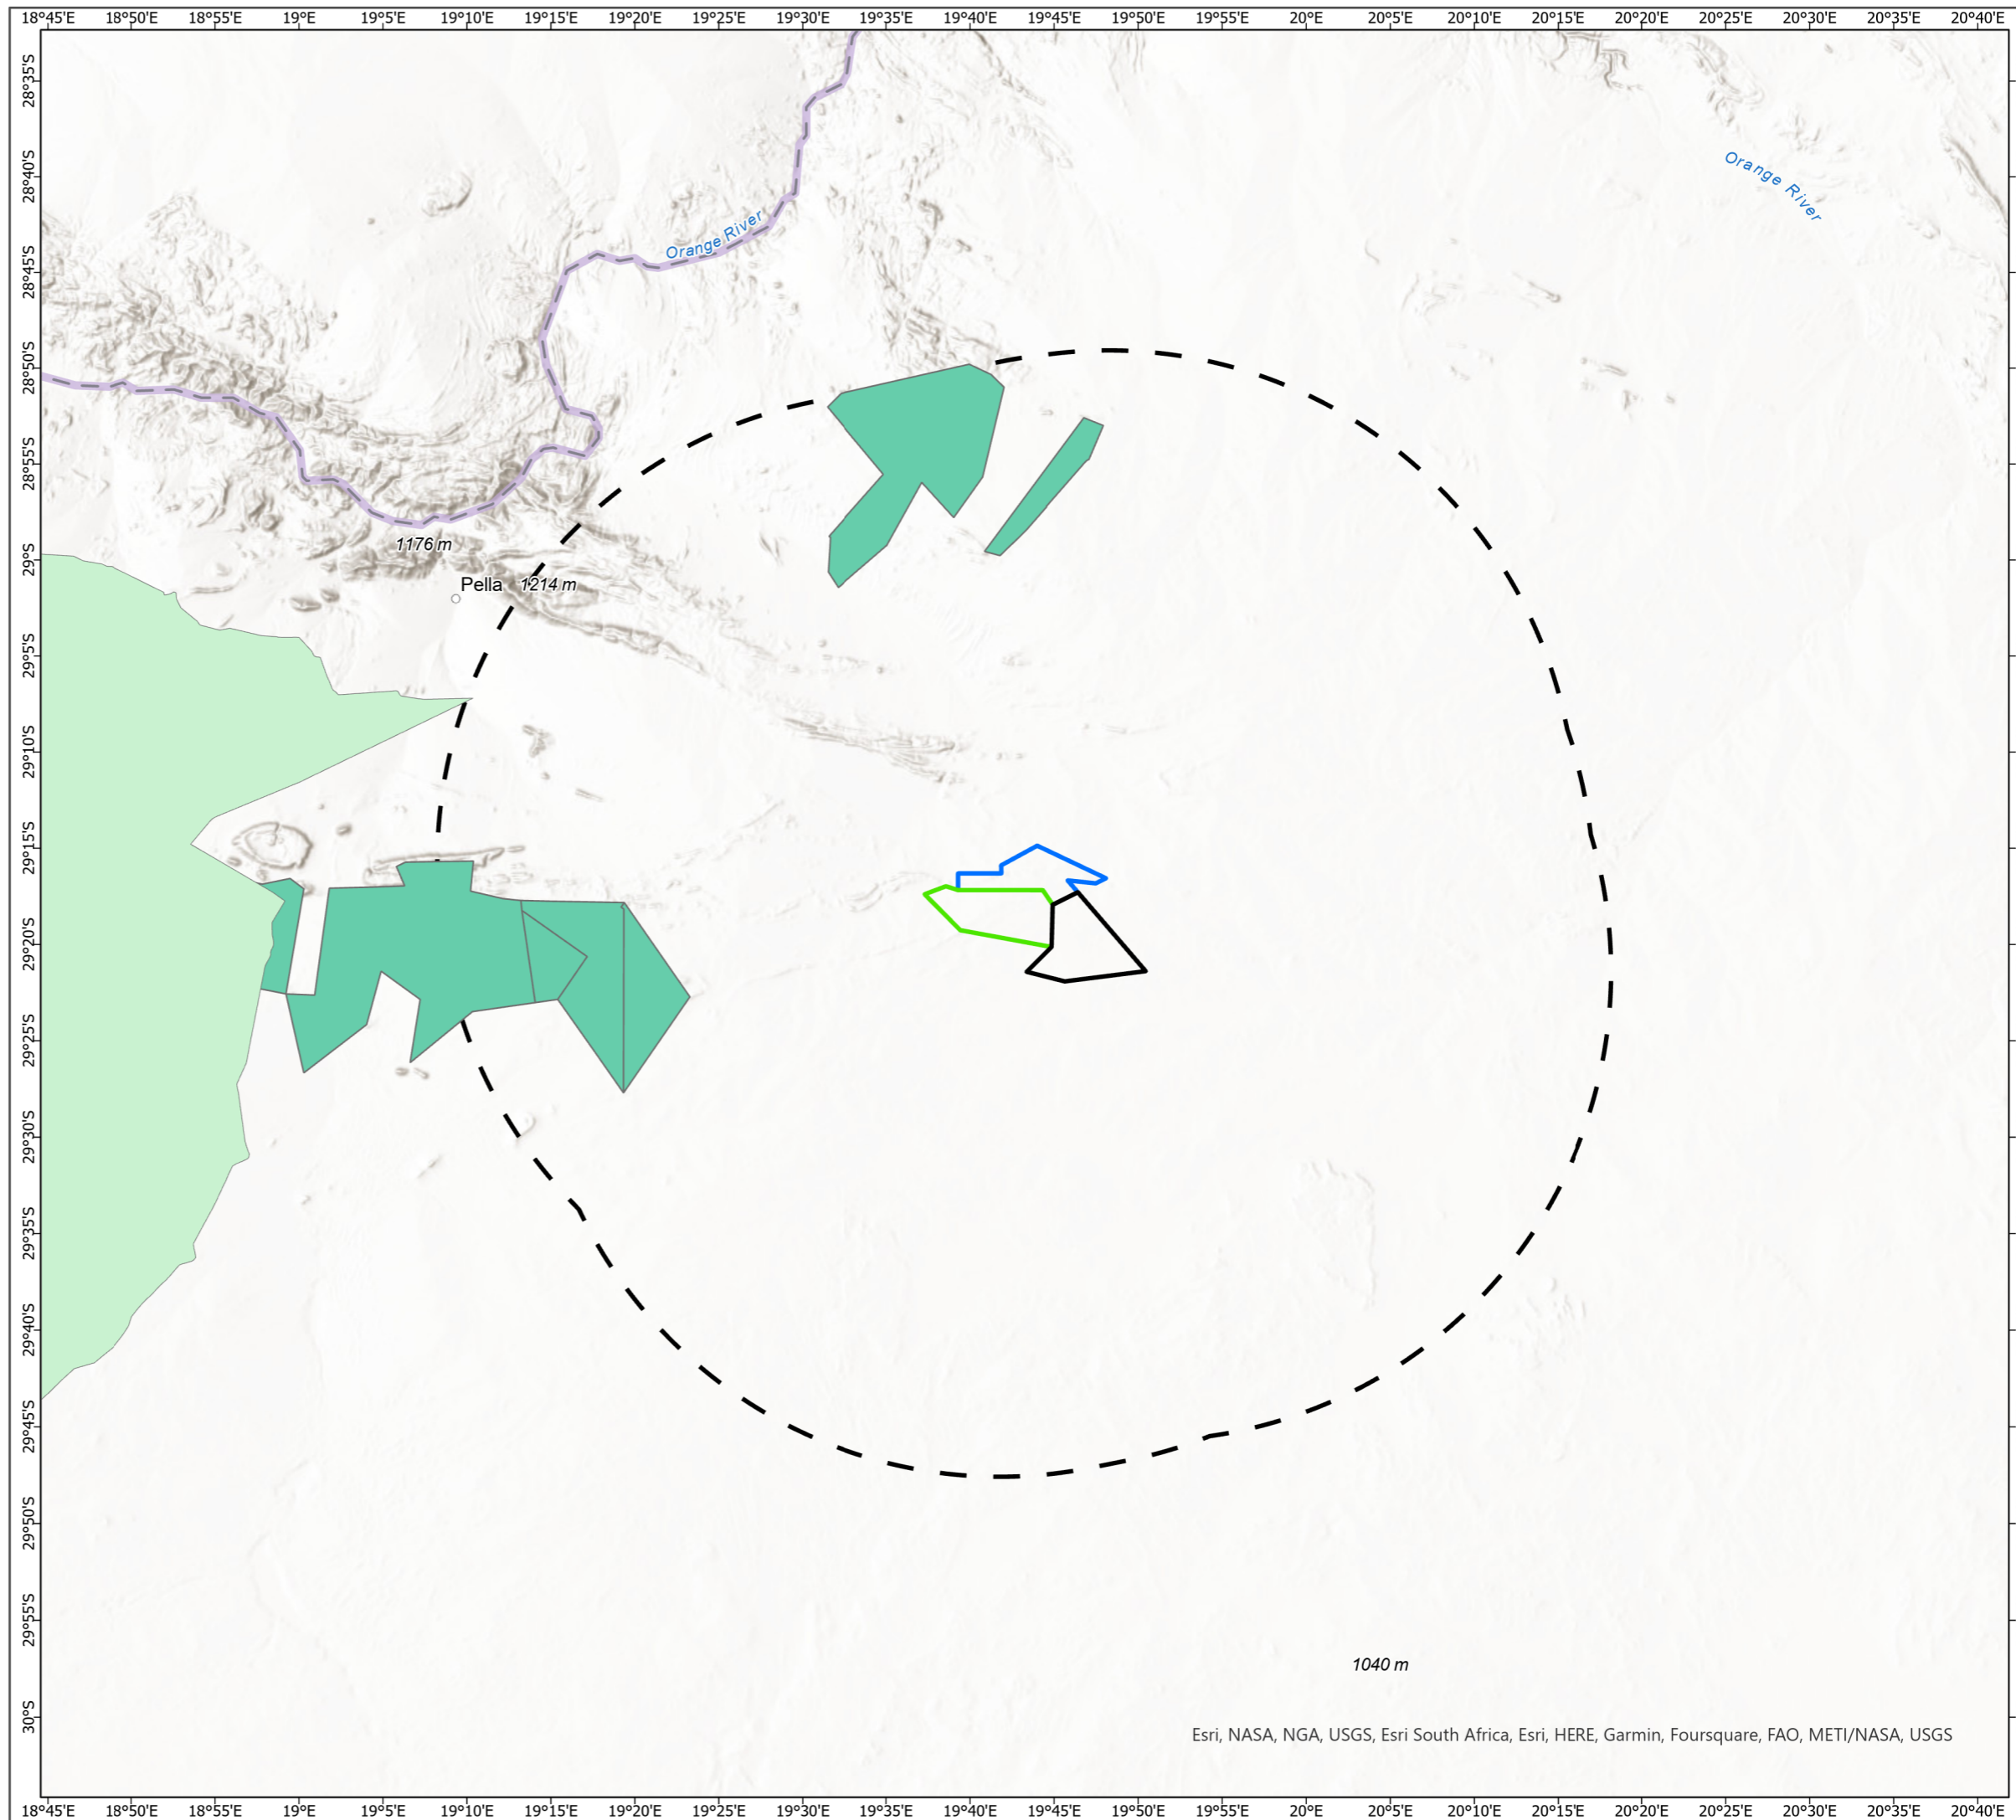 18°45'E 18°50'E 18°55'E 19°E 19°5'E 19°10'E 19°15'E 19°20'E 19°25'E 19°30'E 19°35'E 19°40'E 19°45'E 19°50'E 19°55'E 20°E 20°5'E 20°10'E 20°15'E 20°20'E 20°25'E 20°30'E 20°35'E 20°40'E
28°35'S
28°40'S
28°45'S
28°50'S
28°55'S
29°S
29°5'S
29°10'S
29°15'S
29°20'S
29°25'S
29°30'S
29°35'S
29°40'S
29°45'S
29°50'S
29°55'S
30°S
Orange River
Orange River
1176 m
Pella
1214 m
1040 m
Esri, NASA, NGA, USGS, Esri South Africa, Esri, HERE, Garmin, Foursquare, FAO, METI/NASA, USGS
18°45'E 18°50'E 18°55'E 19°E 19°5'E 19°10'E 19°15'E 19°20'E 19°25'E 19°30'E 19°35'E 19°40'E 19°45'E 19°50'E 19°55'E 20°E 20°5'E 20°10'E 20°15'E 20°20'E 20°25'E 20°30'E 20°35'E 20°40'E